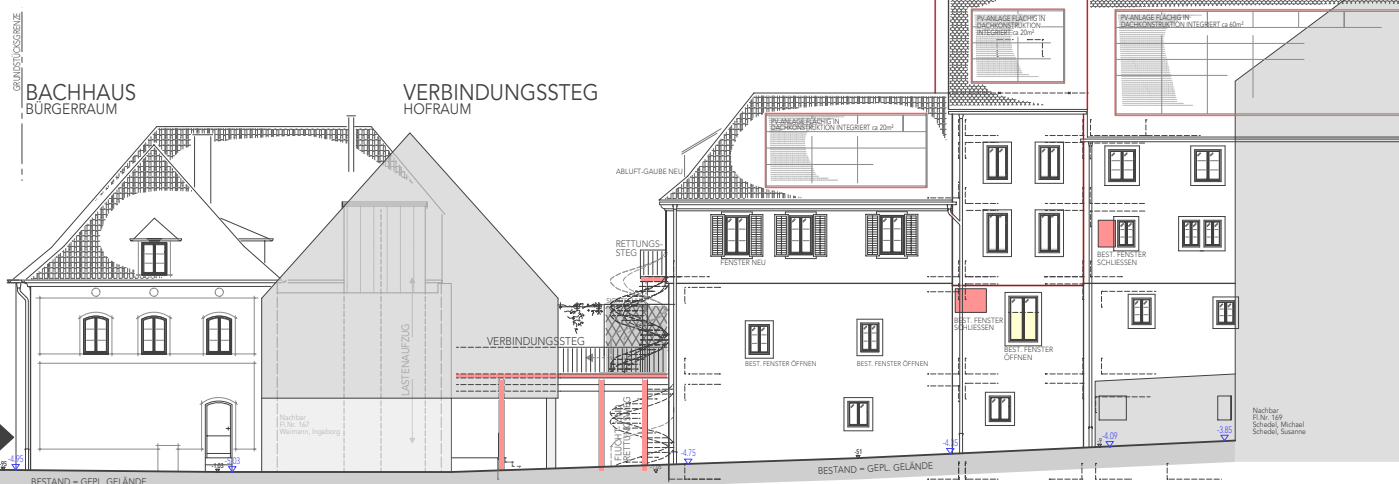 GRUNDSTÜCKSGRENZE
BACHHAUS
BÜRGERRAUM
VERBINDUNGSSTEG
HOFRAUM
PV-ANLAGE FLÄCHIG IN
DACHKONSTRUKTION
INTEGRIERT ca 20m²
PV-ANLAGE FLÄCHIG IN
DACHKONSTRUKTION INTEGRIERT ca 60m²
PV-ANLAGE FLÄCHIG IN
DACHKONSTRUKTION INTEGRIERT ca 20m²
ABLUFT-GAUBE NEU
RETTUNGS-
STEG
FENSTER NEU
BEST. FENSTER
SCHLIESSEN
BEST. FENSTER
SCHLIESSEN
VERBINDUNGSSTEG
LASTENAUFZUG
BEST. FENSTER ÖFFNEN
BEST. FENSTER ÖFFNEN
BEST. FENSTER
ÖFFNEN
Nachbar
Fl.Nr. 167
Weimann, Ingeborg
Nachbar
Fl.Nr. 169
Schedel, Michael
Schedel, Susanne
-4.95
-5.03
-4.75
-4.35
-4.09
-3.85
BESTAND = GEPL. GELÄNDE
BESTAND = GEPL. GELÄNDE